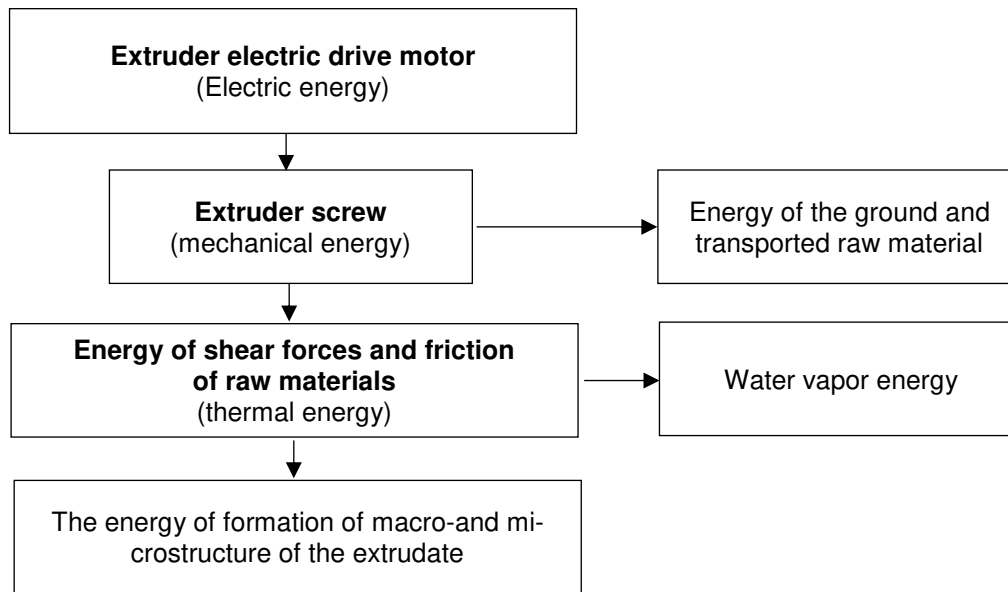 Extruder electric drive motor
(Electric energy)
Extruder screw
(mechanical energy)
Energy of the ground and
transported raw material
Energy of shear forces and friction
of raw materials
(thermal energy)
Water vapor energy
The energy of formation of macro-and mi-
crostructure of the extrudate